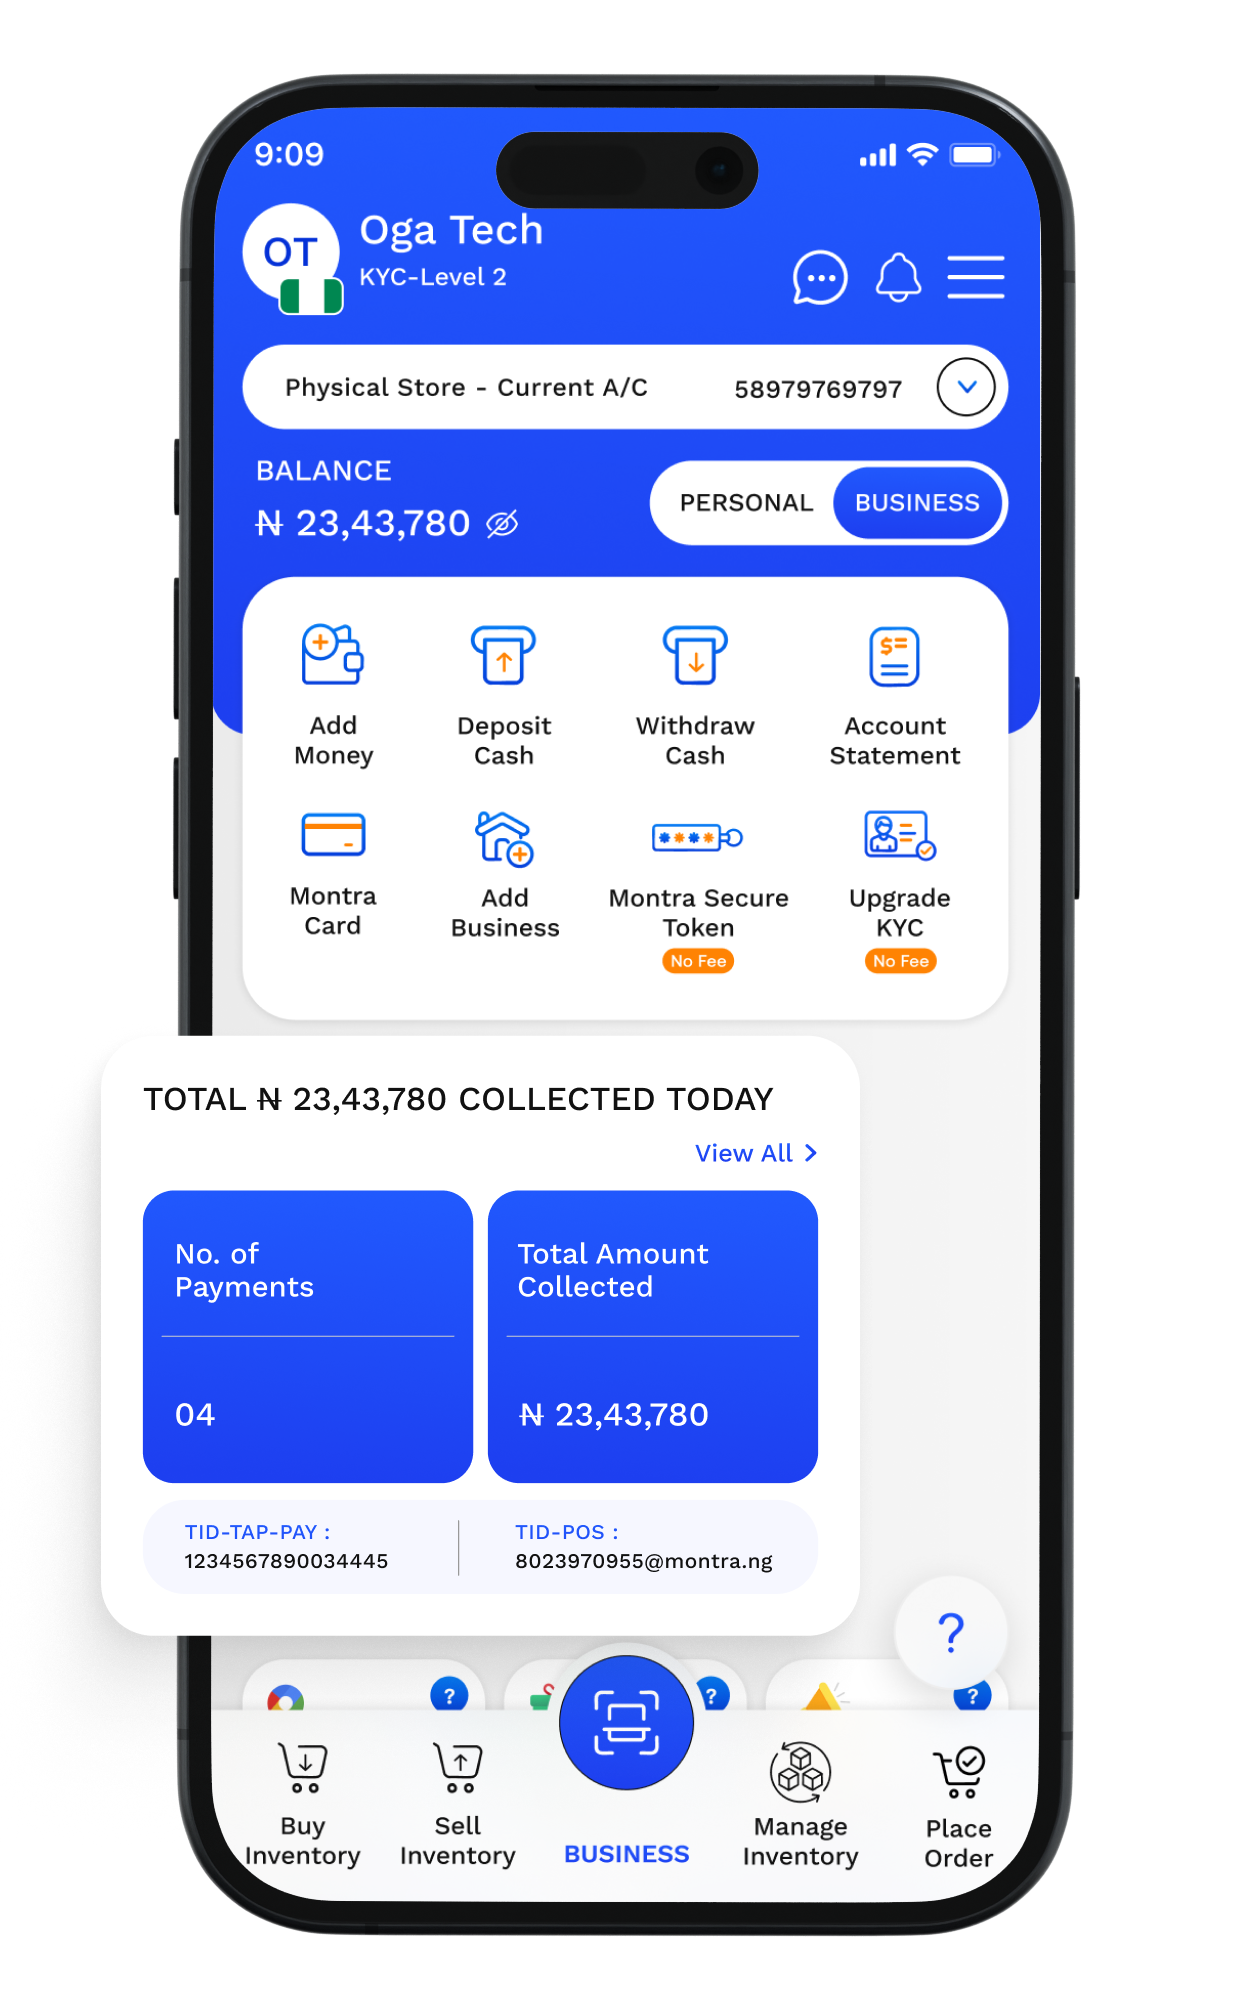 9:09
OT
Oga Tech
KYC-Level 2
Physical Store - Current A/C 58979769797
BALANCE
₦ 23,43,780
PERSONAL BUSINESS
Add
Money
Deposit
Cash
Withdraw
Cash
Account
Statement
Montra
Card
Add
Business
Montra Secure
Token
No Fee
Upgrade
KYC
No Fee
TOTAL ₦ 23,43,780 COLLECTED TODAY
View All >
No. of
Payments
04
Total Amount
Collected
₦ 23,43,780
TID-TAP-PAY :
1234567890034445
TID-POS :
8023970955@montra.ng
?
? ? ?
Buy
Inventory
Sell
Inventory
BUSINESS
Manage
Inventory
Place
Order